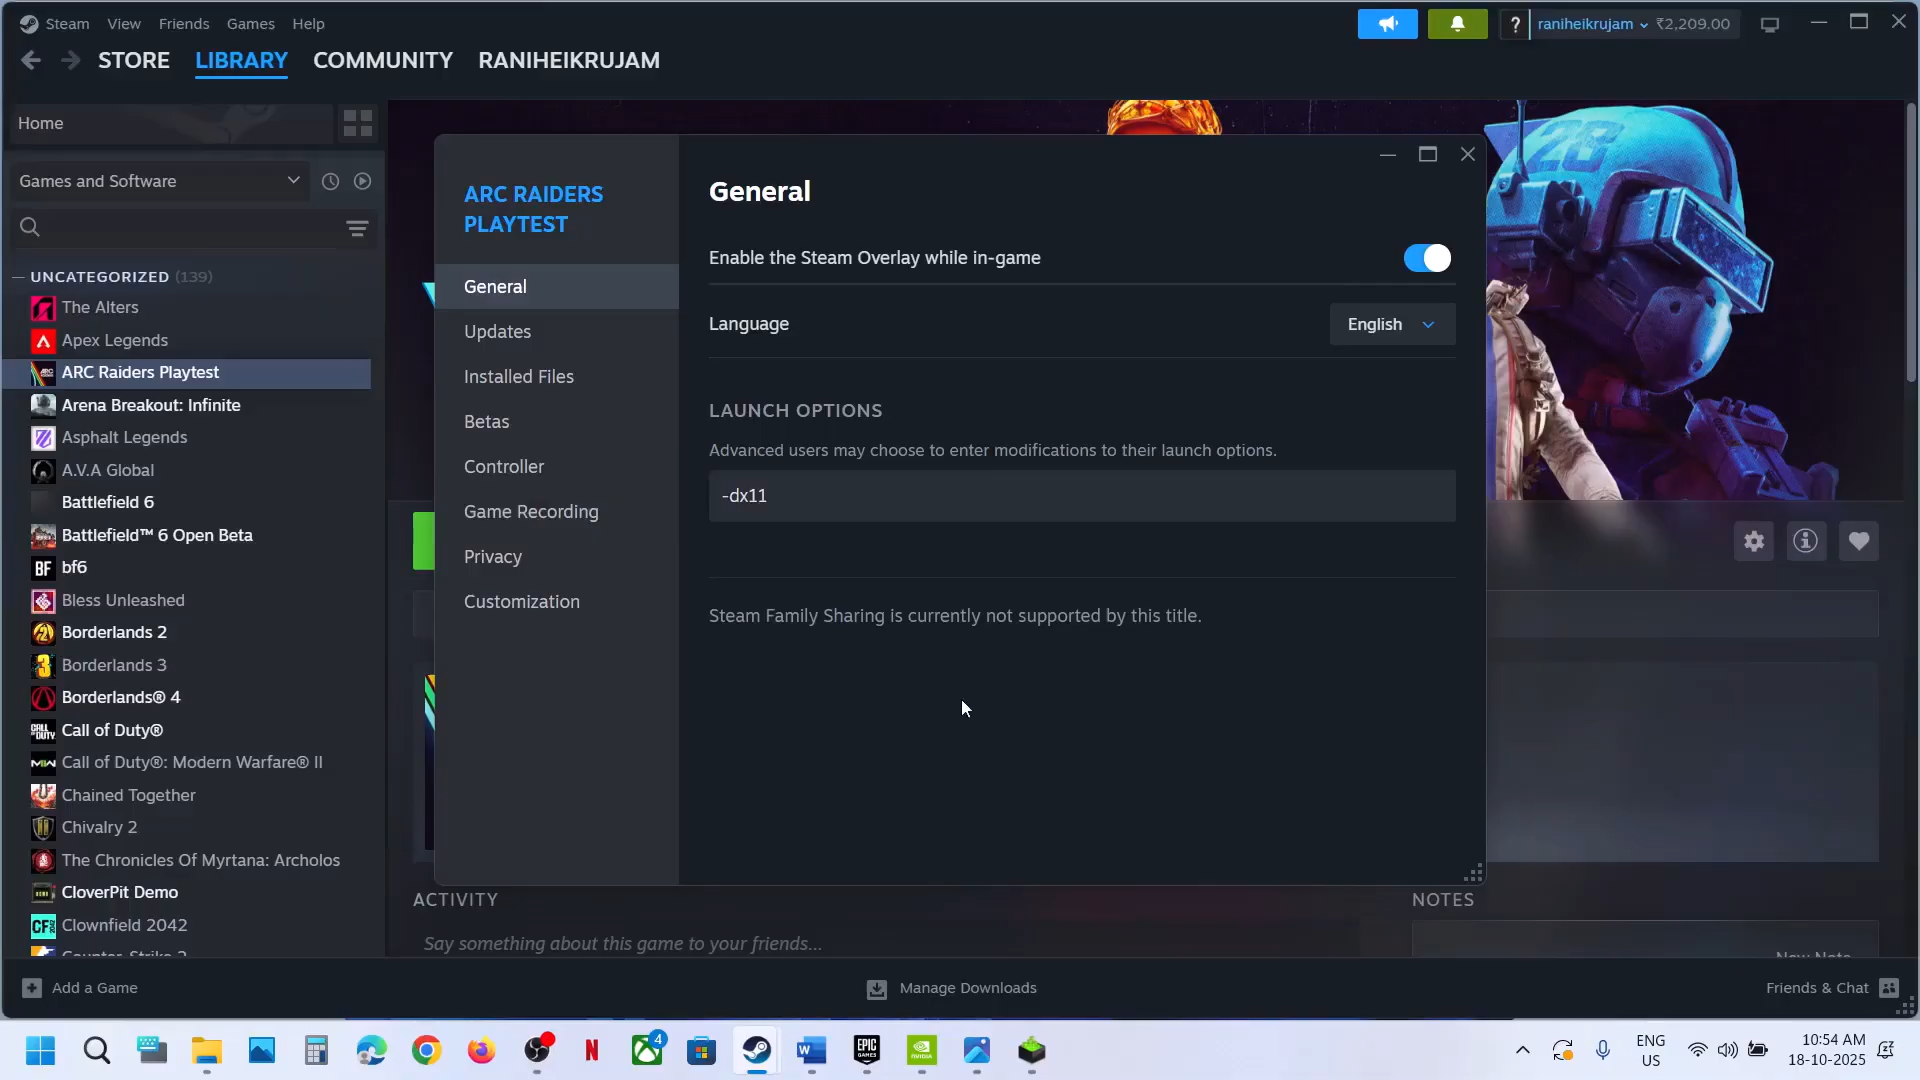 Steam View Friends Games Help
? raniheikrujam ₹2,209.00
STORE LIBRARY COMMUNITY RANIHEIKRUJAM
Home
Games and Software
UNCATEGORIZED (139)
The Alters
Apex Legends
ARC Raiders Playtest
Arena Breakout: Infinite
Asphalt Legends
A.V.A Global
Battlefield 6
Battlefield™ 6 Open Beta
bf6
Bless Unleashed
Borderlands 2
Borderlands 3
Borderlands® 4
Call of Duty®
Call of Duty®: Modern Warfare® II
Chained Together
Chivalry 2
The Chronicles Of Myrtana: Archolos
CloverPit Demo
Clownfield 2042
Counter-Strike 2
ARC RAIDERS
PLAYTEST
General
Updates
Installed Files
Betas
Controller
Game Recording
Privacy
Customization
General
Enable the Steam Overlay while in-game
Language English
LAUNCH OPTIONS
Advanced users may choose to enter modifications to their launch options.
-dx11
Steam Family Sharing is currently not supported by this title.
28
ACTIVITY
Say something about this game to your friends...
NOTES
New Note
Add a Game
Manage Downloads
Friends & Chat
4
ENG
US
10:54 AM
18-10-2025